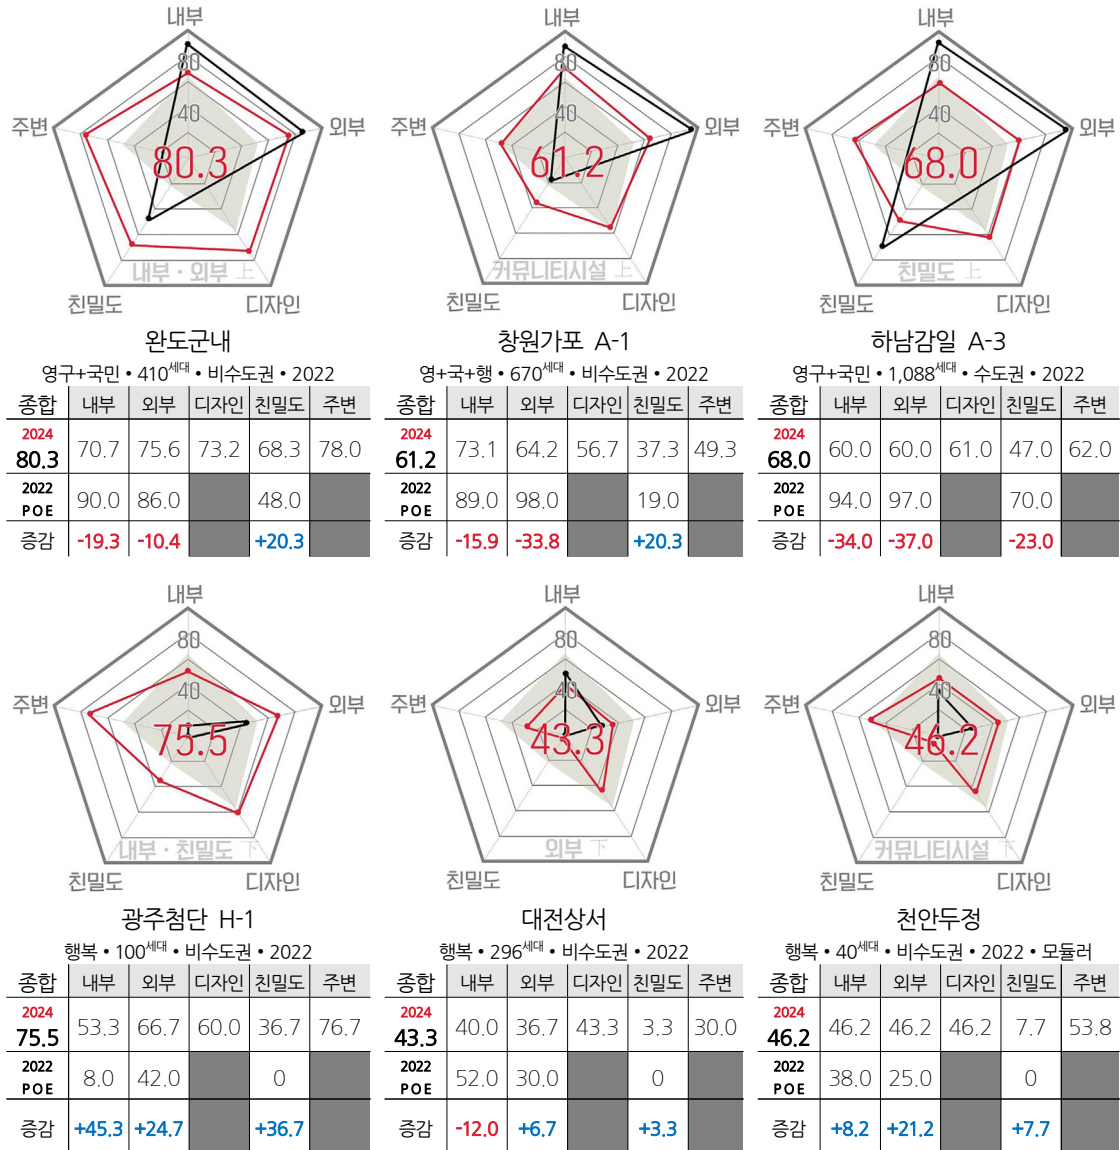 내부
80
40
주변
외부
80.3
내부 · 외부 上
친밀도
디자인
완도군내
영구+국민 • 410세대 • 비수도권 • 2022
종합 내부 외부 디자인 친밀도 주변
2024
80.3 70.7 75.6 73.2 68.3 78.0
2022
POE 90.0 86.0 48.0
증감 -19.3 -10.4 +20.3
내부
80
40
주변
외부
61.2
커뮤니티시설 上
친밀도
디자인
창원가포 A-1
영+국+행 • 670세대 • 비수도권 • 2022
종합 내부 외부 디자인 친밀도 주변
2024
61.2 73.1 64.2 56.7 37.3 49.3
2022
POE 89.0 98.0 19.0
증감 -15.9 -33.8 +20.3
내부
80
40
주변
외부
68.0
친밀도 上
친밀도
디자인
하남감일 A-3
영구+국민 • 1,088세대 • 수도권 • 2022
종합 내부 외부 디자인 친밀도 주변
2024
68.0 60.0 60.0 61.0 47.0 62.0
2022
POE 94.0 97.0 70.0
증감 -34.0 -37.0 -23.0
내부
80
40
주변
외부
75.5
내부 · 친밀도 下
친밀도
디자인
광주첨단 H-1
행복 • 100세대 • 비수도권 • 2022
종합 내부 외부 디자인 친밀도 주변
2024
75.5 53.3 66.7 60.0 36.7 76.7
2022
POE 8.0 42.0 0
증감 +45.3 +24.7 +36.7
내부
80
40
주변
외부
43.3
외부 下
친밀도
디자인
대전상서
행복 • 296세대 • 비수도권 • 2022
종합 내부 외부 디자인 친밀도 주변
2024
43.3 40.0 36.7 43.3 3.3 30.0
2022
POE 52.0 30.0 0
증감 -12.0 +6.7 +3.3
내부
80
40
주변
외부
46.2
커뮤니티시설 下
친밀도
디자인
천안두정
행복 • 40세대 • 비수도권 • 2022 • 모듈러
종합 내부 외부 디자인 친밀도 주변
2024
46.2 46.2 46.2 46.2 7.7 53.8
2022
POE 38.0 25.0 0
증감 +8.2 +21.2 +7.7